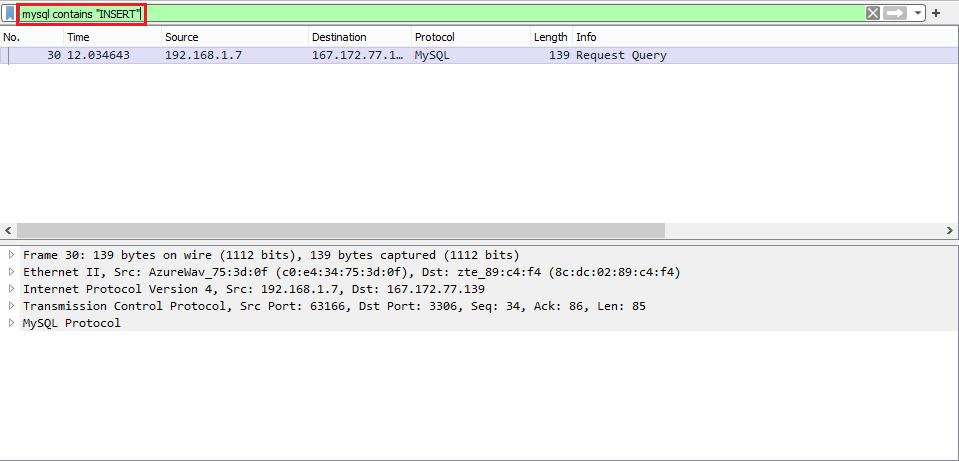 mysql contains "INSERT"
No. Time Source Destination Protocol Length Info
30 12.034643 192.168.1.7 167.172.77.1… MySQL 139 Request Query
Frame 30: 139 bytes on wire (1112 bits), 139 bytes captured (1112 bits)
Ethernet II, Src: AzureWav_75:3d:0f (c0:e4:34:75:3d:0f), Dst: zte_89:c4:f4 (8c:dc:02:89:c4:f4)
Internet Protocol Version 4, Src: 192.168.1.7, Dst: 167.172.77.139
Transmission Control Protocol, Src Port: 63166, Dst Port: 3306, Seq: 34, Ack: 86, Len: 85
MySQL Protocol